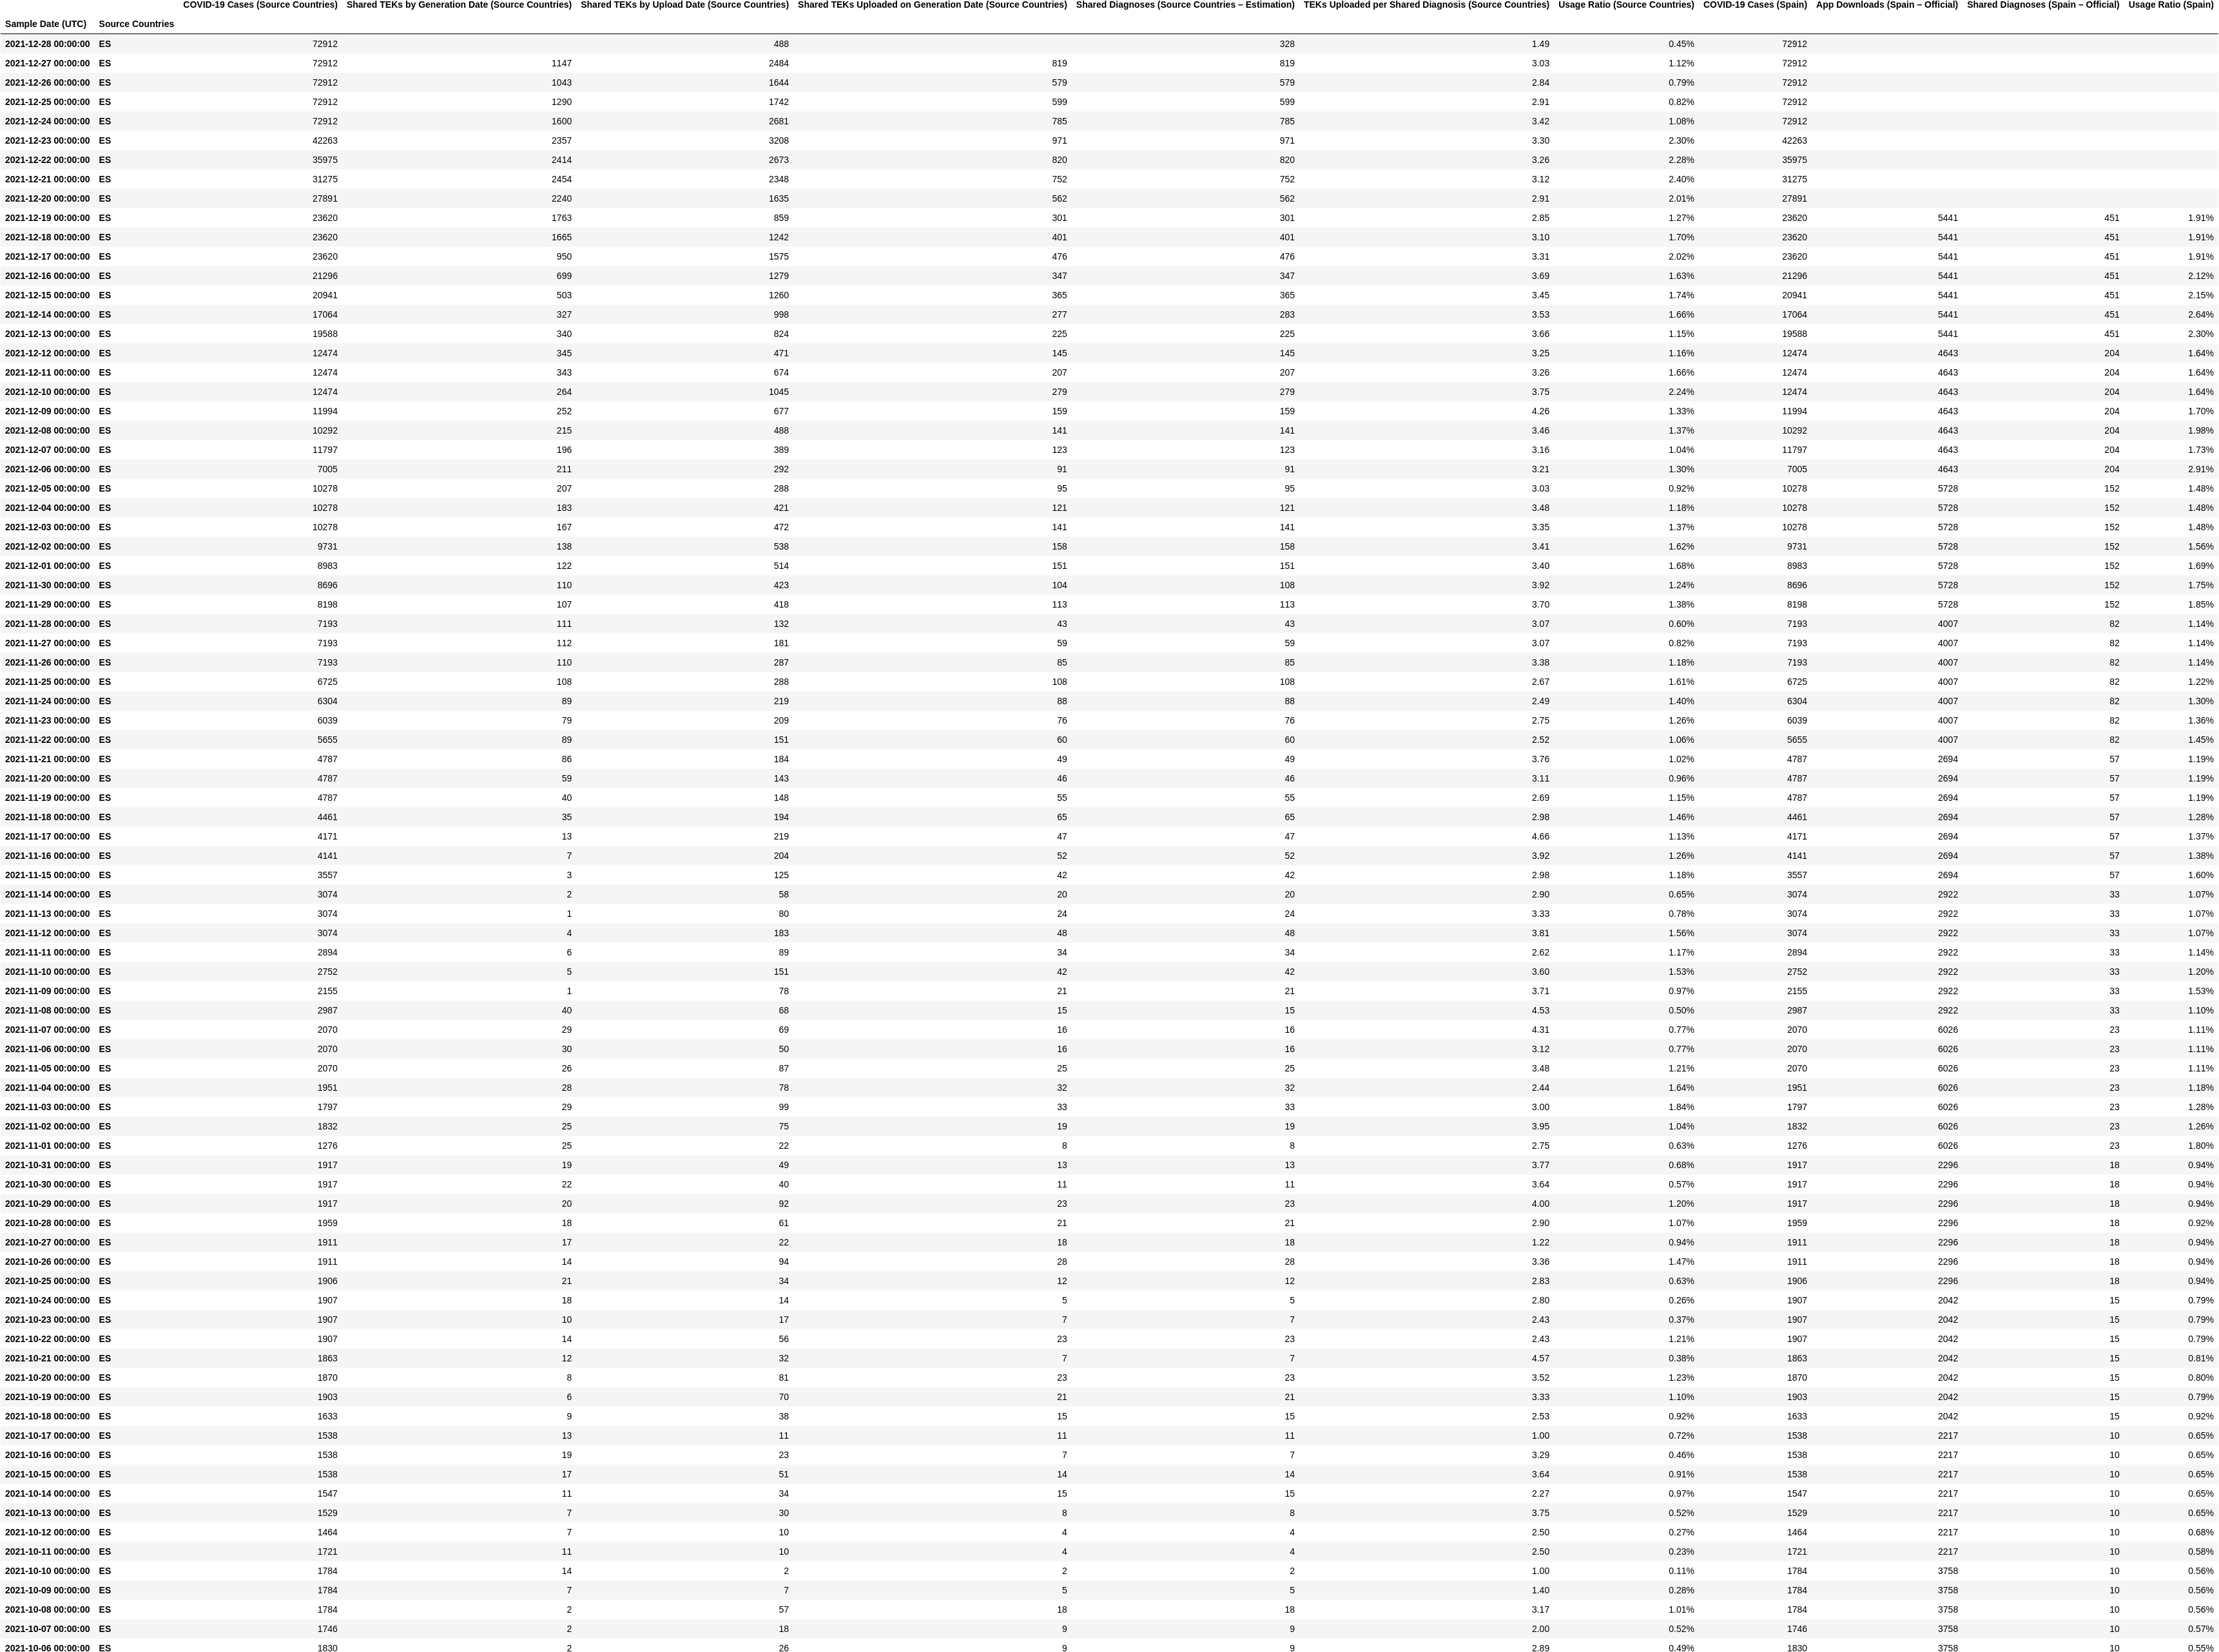 COVID-19 Cases (Source Countries) Shared TEKs by Generation Date (Source Countries) Shared TEKs by Upload Date (Source Countries) Shared TEKs Uploaded on Generation Date (Source Countries) Shared Diagnoses (Source Countries – Estimation) TEKs Uploaded per Shared Diagnosis (Source Countries) Usage Ratio (Source Countries) COVID-19 Cases (Spain) App Downloads (Spain – Official) Shared Diagnoses (Spain – Official) Usage Ratio (Spain)
Sample Date (UTC) Source Countries
2021-12-28 00:00:00 ES 72912 488 328 1.49 0.45% 72912
2021-12-27 00:00:00 ES 72912 1147 2484 819 819 3.03 1.12% 72912
2021-12-26 00:00:00 ES 72912 1043 1644 579 579 2.84 0.79% 72912
2021-12-25 00:00:00 ES 72912 1290 1742 599 599 2.91 0.82% 72912
2021-12-24 00:00:00 ES 72912 1600 2681 785 785 3.42 1.08% 72912
2021-12-23 00:00:00 ES 42263 2357 3208 971 971 3.30 2.30% 42263
2021-12-22 00:00:00 ES 35975 2414 2673 820 820 3.26 2.28% 35975
2021-12-21 00:00:00 ES 31275 2454 2348 752 752 3.12 2.40% 31275
2021-12-20 00:00:00 ES 27891 2240 1635 562 562 2.91 2.01% 27891
2021-12-19 00:00:00 ES 23620 1763 859 301 301 2.85 1.27% 23620 5441 451 1.91%
2021-12-18 00:00:00 ES 23620 1665 1242 401 401 3.10 1.70% 23620 5441 451 1.91%
2021-12-17 00:00:00 ES 23620 950 1575 476 476 3.31 2.02% 23620 5441 451 1.91%
2021-12-16 00:00:00 ES 21296 699 1279 347 347 3.69 1.63% 21296 5441 451 2.12%
2021-12-15 00:00:00 ES 20941 503 1260 365 365 3.45 1.74% 20941 5441 451 2.15%
2021-12-14 00:00:00 ES 17064 327 998 277 283 3.53 1.66% 17064 5441 451 2.64%
2021-12-13 00:00:00 ES 19588 340 824 225 225 3.66 1.15% 19588 5441 451 2.30%
2021-12-12 00:00:00 ES 12474 345 471 145 145 3.25 1.16% 12474 4643 204 1.64%
2021-12-11 00:00:00 ES 12474 343 674 207 207 3.26 1.66% 12474 4643 204 1.64%
2021-12-10 00:00:00 ES 12474 264 1045 279 279 3.75 2.24% 12474 4643 204 1.64%
2021-12-09 00:00:00 ES 11994 252 677 159 159 4.26 1.33% 11994 4643 204 1.70%
2021-12-08 00:00:00 ES 10292 215 488 141 141 3.46 1.37% 10292 4643 204 1.98%
2021-12-07 00:00:00 ES 11797 196 389 123 123 3.16 1.04% 11797 4643 204 1.73%
2021-12-06 00:00:00 ES 7005 211 292 91 91 3.21 1.30% 7005 4643 204 2.91%
2021-12-05 00:00:00 ES 10278 207 288 95 95 3.03 0.92% 10278 5728 152 1.48%
2021-12-04 00:00:00 ES 10278 183 421 121 121 3.48 1.18% 10278 5728 152 1.48%
2021-12-03 00:00:00 ES 10278 167 472 141 141 3.35 1.37% 10278 5728 152 1.48%
2021-12-02 00:00:00 ES 9731 138 538 158 158 3.41 1.62% 9731 5728 152 1.56%
2021-12-01 00:00:00 ES 8983 122 514 151 151 3.40 1.68% 8983 5728 152 1.69%
2021-11-30 00:00:00 ES 8696 110 423 104 108 3.92 1.24% 8696 5728 152 1.75%
2021-11-29 00:00:00 ES 8198 107 418 113 113 3.70 1.38% 8198 5728 152 1.85%
2021-11-28 00:00:00 ES 7193 111 132 43 43 3.07 0.60% 7193 4007 82 1.14%
2021-11-27 00:00:00 ES 7193 112 181 59 59 3.07 0.82% 7193 4007 82 1.14%
2021-11-26 00:00:00 ES 7193 110 287 85 85 3.38 1.18% 7193 4007 82 1.14%
2021-11-25 00:00:00 ES 6725 108 288 108 108 2.67 1.61% 6725 4007 82 1.22%
2021-11-24 00:00:00 ES 6304 89 219 88 88 2.49 1.40% 6304 4007 82 1.30%
2021-11-23 00:00:00 ES 6039 79 209 76 76 2.75 1.26% 6039 4007 82 1.36%
2021-11-22 00:00:00 ES 5655 89 151 60 60 2.52 1.06% 5655 4007 82 1.45%
2021-11-21 00:00:00 ES 4787 86 184 49 49 3.76 1.02% 4787 2694 57 1.19%
2021-11-20 00:00:00 ES 4787 59 143 46 46 3.11 0.96% 4787 2694 57 1.19%
2021-11-19 00:00:00 ES 4787 40 148 55 55 2.69 1.15% 4787 2694 57 1.19%
2021-11-18 00:00:00 ES 4461 35 194 65 65 2.98 1.46% 4461 2694 57 1.28%
2021-11-17 00:00:00 ES 4171 13 219 47 47 4.66 1.13% 4171 2694 57 1.37%
2021-11-16 00:00:00 ES 4141 7 204 52 52 3.92 1.26% 4141 2694 57 1.38%
2021-11-15 00:00:00 ES 3557 3 125 42 42 2.98 1.18% 3557 2694 57 1.60%
2021-11-14 00:00:00 ES 3074 2 58 20 20 2.90 0.65% 3074 2922 33 1.07%
2021-11-13 00:00:00 ES 3074 1 80 24 24 3.33 0.78% 3074 2922 33 1.07%
2021-11-12 00:00:00 ES 3074 4 183 48 48 3.81 1.56% 3074 2922 33 1.07%
2021-11-11 00:00:00 ES 2894 6 89 34 34 2.62 1.17% 2894 2922 33 1.14%
2021-11-10 00:00:00 ES 2752 5 151 42 42 3.60 1.53% 2752 2922 33 1.20%
2021-11-09 00:00:00 ES 2155 1 78 21 21 3.71 0.97% 2155 2922 33 1.53%
2021-11-08 00:00:00 ES 2987 40 68 15 15 4.53 0.50% 2987 2922 33 1.10%
2021-11-07 00:00:00 ES 2070 29 69 16 16 4.31 0.77% 2070 6026 23 1.11%
2021-11-06 00:00:00 ES 2070 30 50 16 16 3.12 0.77% 2070 6026 23 1.11%
2021-11-05 00:00:00 ES 2070 26 87 25 25 3.48 1.21% 2070 6026 23 1.11%
2021-11-04 00:00:00 ES 1951 28 78 32 32 2.44 1.64% 1951 6026 23 1.18%
2021-11-03 00:00:00 ES 1797 29 99 33 33 3.00 1.84% 1797 6026 23 1.28%
2021-11-02 00:00:00 ES 1832 25 75 19 19 3.95 1.04% 1832 6026 23 1.26%
2021-11-01 00:00:00 ES 1276 25 22 8 8 2.75 0.63% 1276 6026 23 1.80%
2021-10-31 00:00:00 ES 1917 19 49 13 13 3.77 0.68% 1917 2296 18 0.94%
2021-10-30 00:00:00 ES 1917 22 40 11 11 3.64 0.57% 1917 2296 18 0.94%
2021-10-29 00:00:00 ES 1917 20 92 23 23 4.00 1.20% 1917 2296 18 0.94%
2021-10-28 00:00:00 ES 1959 18 61 21 21 2.90 1.07% 1959 2296 18 0.92%
2021-10-27 00:00:00 ES 1911 17 22 18 18 1.22 0.94% 1911 2296 18 0.94%
2021-10-26 00:00:00 ES 1911 14 94 28 28 3.36 1.47% 1911 2296 18 0.94%
2021-10-25 00:00:00 ES 1906 21 34 12 12 2.83 0.63% 1906 2296 18 0.94%
2021-10-24 00:00:00 ES 1907 18 14 5 5 2.80 0.26% 1907 2042 15 0.79%
2021-10-23 00:00:00 ES 1907 10 17 7 7 2.43 0.37% 1907 2042 15 0.79%
2021-10-22 00:00:00 ES 1907 14 56 23 23 2.43 1.21% 1907 2042 15 0.79%
2021-10-21 00:00:00 ES 1863 12 32 7 7 4.57 0.38% 1863 2042 15 0.81%
2021-10-20 00:00:00 ES 1870 8 81 23 23 3.52 1.23% 1870 2042 15 0.80%
2021-10-19 00:00:00 ES 1903 6 70 21 21 3.33 1.10% 1903 2042 15 0.79%
2021-10-18 00:00:00 ES 1633 9 38 15 15 2.53 0.92% 1633 2042 15 0.92%
2021-10-17 00:00:00 ES 1538 13 11 11 11 1.00 0.72% 1538 2217 10 0.65%
2021-10-16 00:00:00 ES 1538 19 23 7 7 3.29 0.46% 1538 2217 10 0.65%
2021-10-15 00:00:00 ES 1538 17 51 14 14 3.64 0.91% 1538 2217 10 0.65%
2021-10-14 00:00:00 ES 1547 11 34 15 15 2.27 0.97% 1547 2217 10 0.65%
2021-10-13 00:00:00 ES 1529 7 30 8 8 3.75 0.52% 1529 2217 10 0.65%
2021-10-12 00:00:00 ES 1464 7 10 4 4 2.50 0.27% 1464 2217 10 0.68%
2021-10-11 00:00:00 ES 1721 11 10 4 4 2.50 0.23% 1721 2217 10 0.58%
2021-10-10 00:00:00 ES 1784 14 2 2 2 1.00 0.11% 1784 3758 10 0.56%
2021-10-09 00:00:00 ES 1784 7 7 5 5 1.40 0.28% 1784 3758 10 0.56%
2021-10-08 00:00:00 ES 1784 2 57 18 18 3.17 1.01% 1784 3758 10 0.56%
2021-10-07 00:00:00 ES 1746 2 18 9 9 2.00 0.52% 1746 3758 10 0.57%
2021-10-06 00:00:00 ES 1830 2 26 9 9 2.89 0.49% 1830 3758 10 0.55%